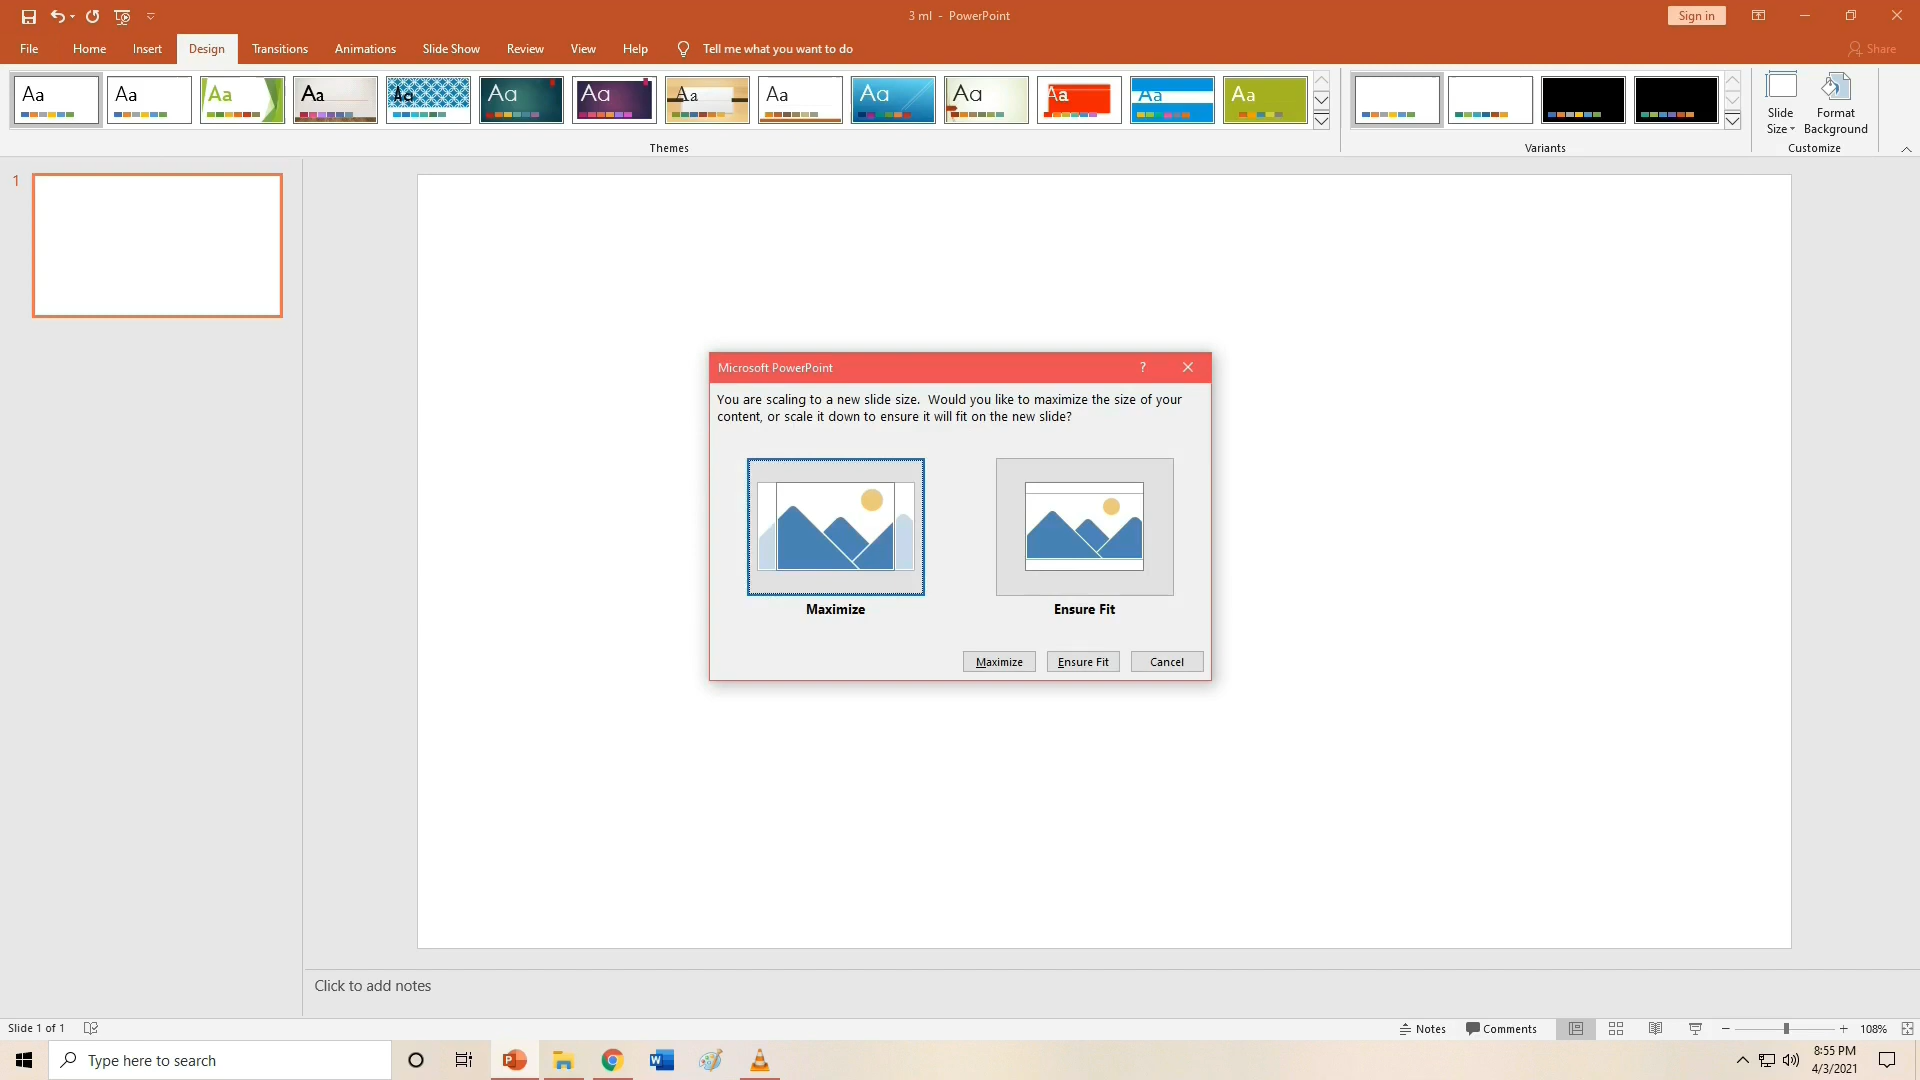 3 ml - PowerPoint
Sign in
File Home Insert Design Transitions Animations Slide Show Review View Help Tell me what you want to do
Share
Aa Aa Aa Aa Aa Aa Aa Aa Aa Aa Aa Aa Aa Aa
Slide Size
Format Background
Themes
Variants
Customize
1
Microsoft PowerPoint ?
You are scaling to a new slide size. Would you like to maximize the size of your
content, or scale it down to ensure it will fit on the new slide?
Maximize
Ensure Fit
Maximize Ensure Fit Cancel
Click to add notes
Slide 1 of 1
Notes Comments 108%
Type here to search
8:55 PM
4/3/2021